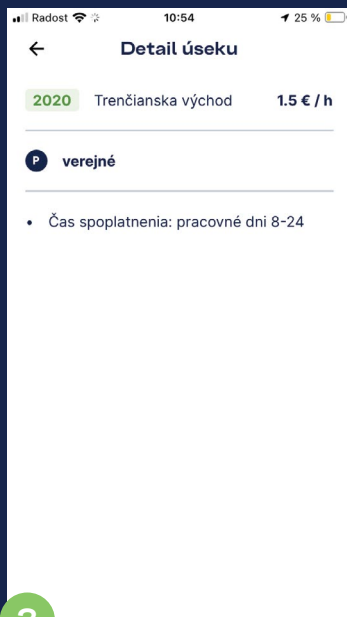 Radost 10:54 25 %
Detail úseku
2020 Trenčianska východ 1.5 € / h
P verejné
• Čas spoplatnenia: pracovné dni 8-24